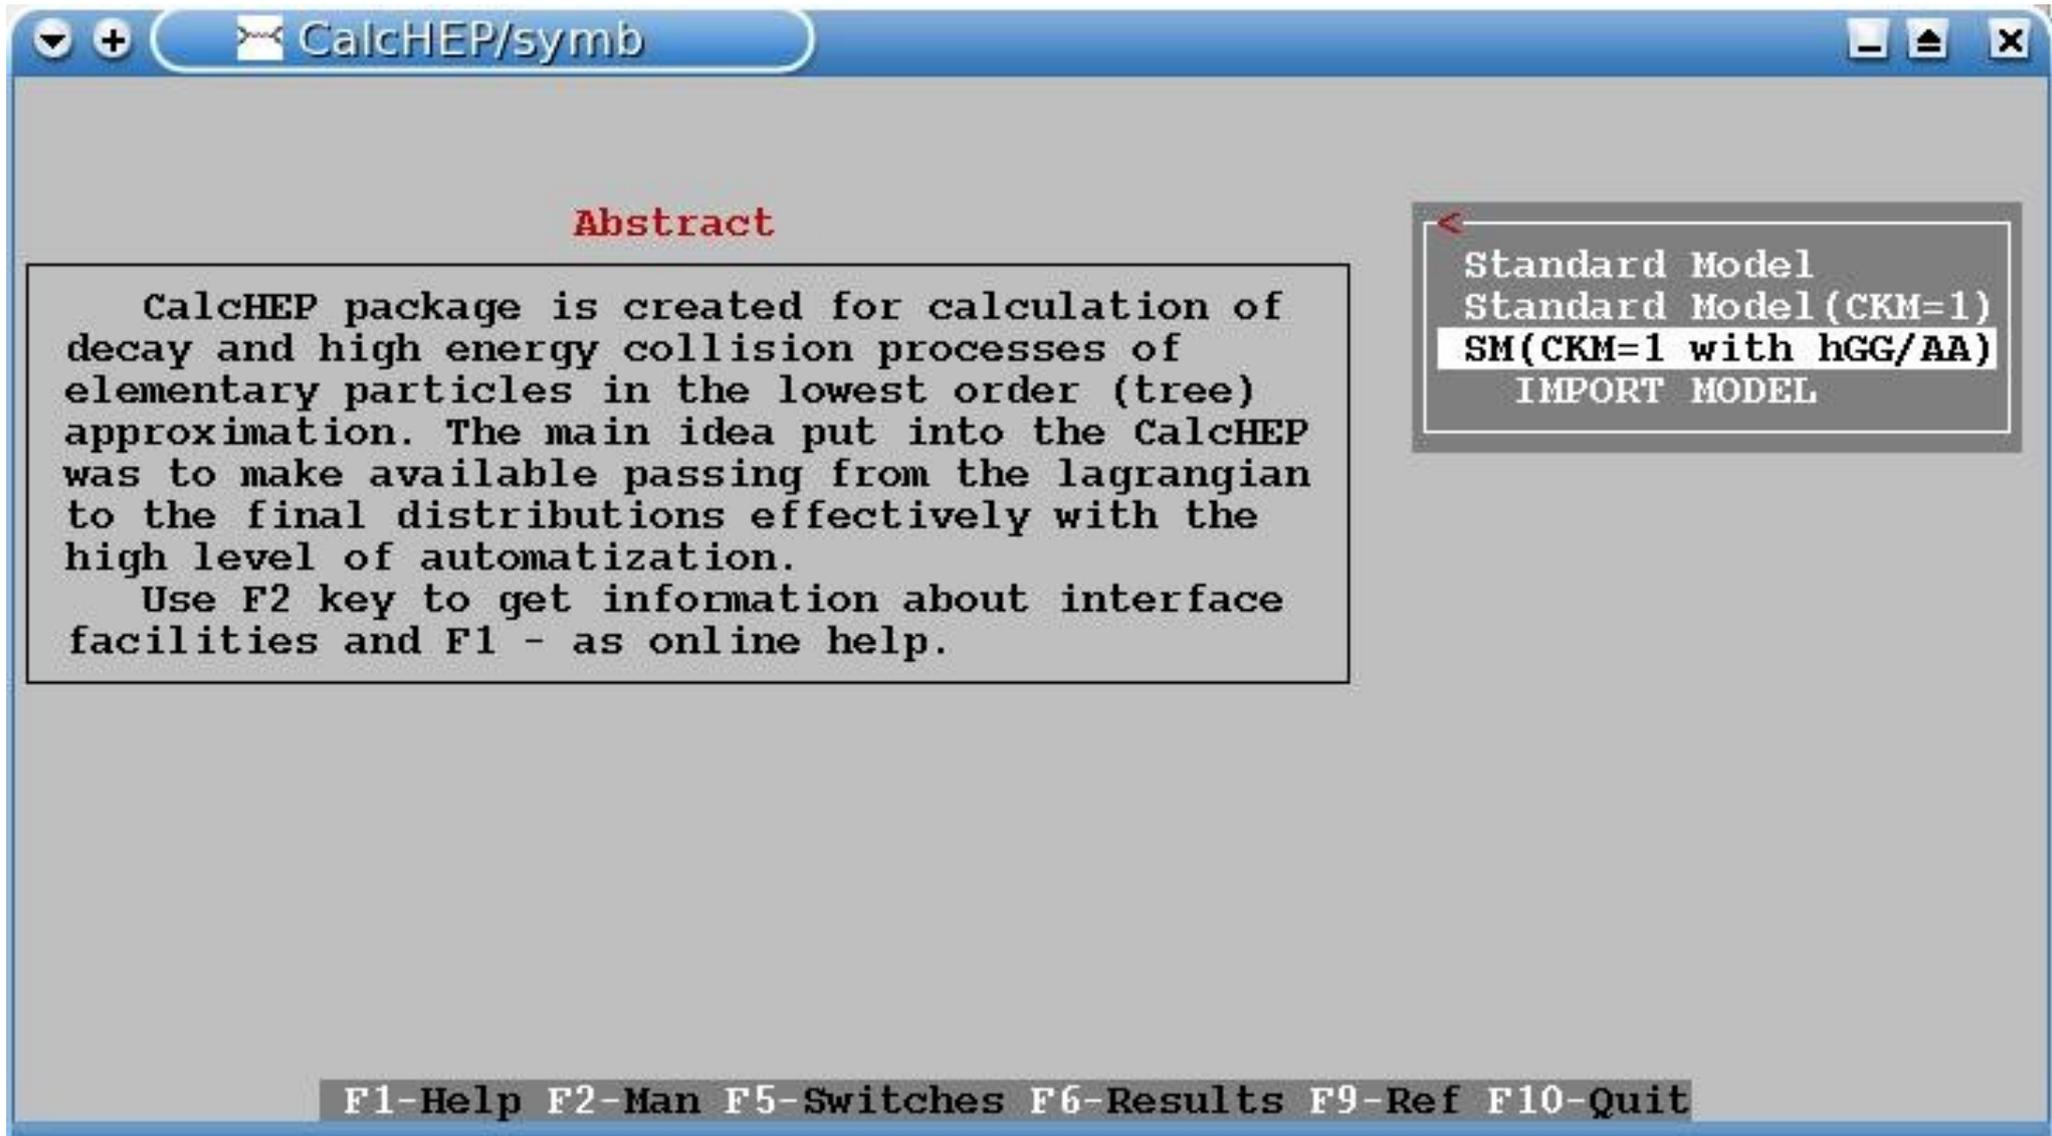 CalcHEP/symb
Abstract
CalcHEP package is created for calculation of
decay and high energy collision processes of
elementary particles in the lowest order (tree)
approximation. The main idea put into the CalcHEP
was to make available passing from the lagrangian
to the final distributions effectively with the
high level of automatization.
Use F2 key to get information about interface
facilities and F1 - as online help.
<
Standard Model
Standard Model(CKM=1)
SM(CKM=1 with hGG/AA)
IMPORT MODEL
F1-Help F2-Man F5-Switches F6-Results F9-Ref F10-Quit